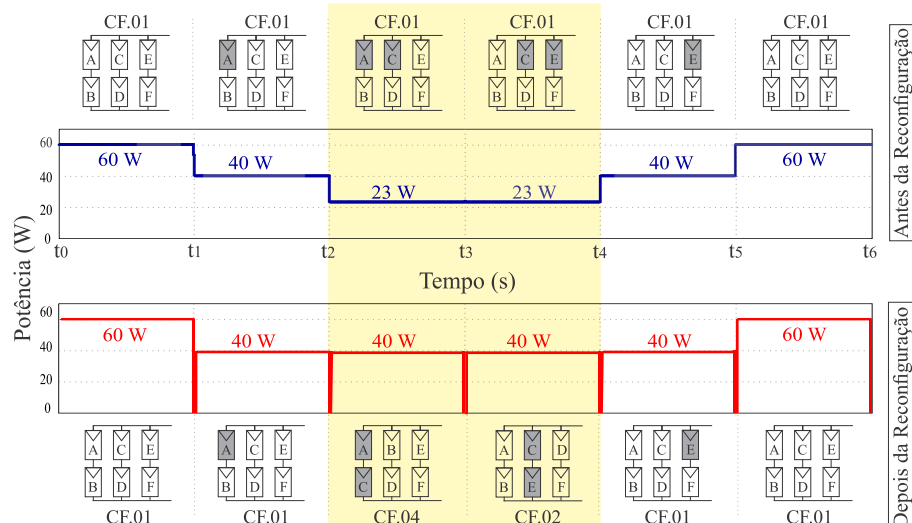 CF.01 CF.01 CF.01 CF.01 CF.01 CF.01
A C E A C E A C E A C E A C E A C E
B D F B D F B D F B D F B D F B D F
Antes da Reconfiguração
60
60 W 40 W 40 W 60 W
40
23 W 23 W
20
0
t0 t1 t2 t3 t4 t5 t6
Tempo (s)
Potência (W)
60
60 W 40 W 40 W 40 W 40 W 60 W
40
20
0
A C E A C E A B E A C D A C E A C E
B D F B D F C D F B E F B D F B D F
CF.01 CF.01 CF.04 CF.02 CF.01 CF.01
Depois da Reconfiguração